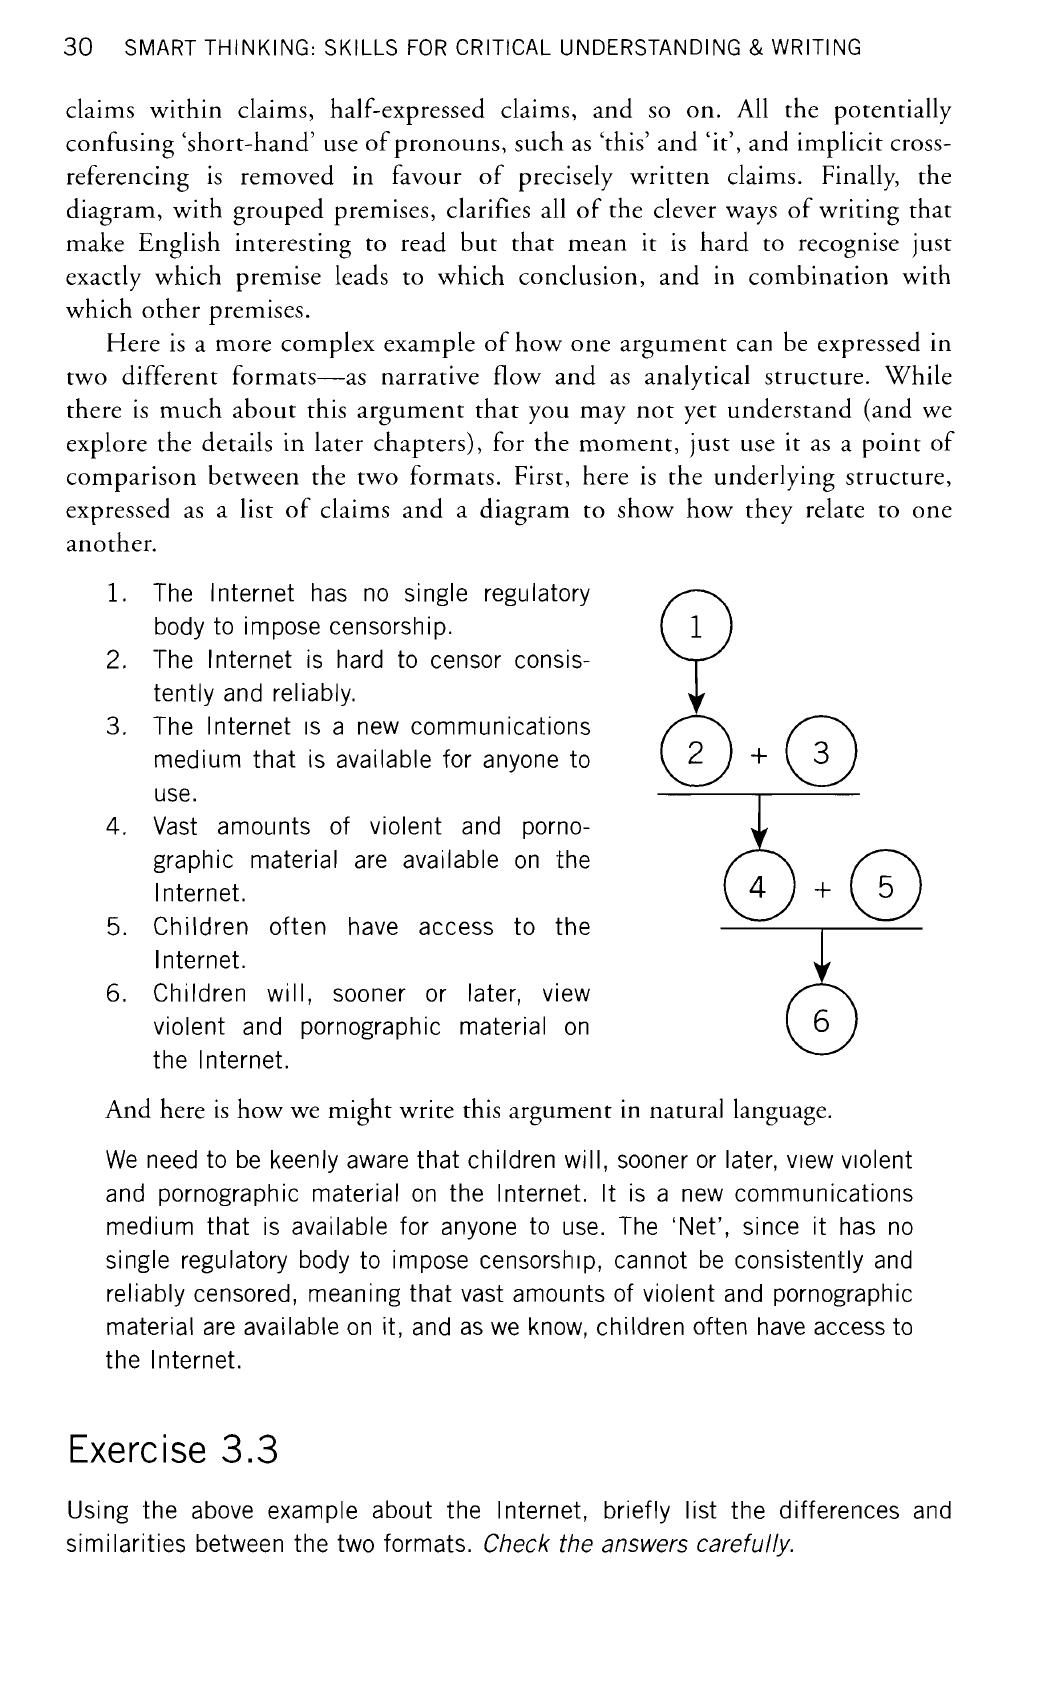 30 SMART THINKING: SKILLS FOR CRITICAL UNDERSTANDING & WRITING
claims within claims, half-expressed claims, and so on. All the potentially
confusing ‘short-hand’ use of pronouns, such as ‘this’ and ‘it’, and implicit cross-
referencing is removed in favour of precisely written claims. Finally, the
diagram, with grouped premises, clarifies all of the clever ways of writing that
make English interesting to read but that mean it is hard to recognise just
exactly which premise leads to which conclusion, and in combination with
which other premises.
Here is a more complex example of how one argument can be expressed in
two different formats—as narrative flow and as analytical structure. While
there is much about this argument that you may not yet understand (and we
explore the details in later chapters), for the moment, just use it as a point of
comparison between the two formats. First, here is the underlying structure,
expressed as a list of claims and a diagram to show how they relate to one
another.
1. The Internet has no single regulatory
body to impose censorship.
2. The Internet is hard to censor consis-
tently and reliably.
3. The Internet is a new communications
medium that is available for anyone to
use.
4. Vast amounts of violent and porno-
graphic material are available on the
Internet.
5. Children often have access to the
Internet.
6. Children will, sooner or later, view
violent and pornographic material on
the Internet.
1
2 + 3
4 + 5
6
And here is how we might write this argument in natural language.
We need to be keenly aware that children will, sooner or later, view violent
and pornographic material on the Internet. It is a new communications
medium that is available for anyone to use. The ‘Net’, since it has no
single regulatory body to impose censorship, cannot be consistently and
reliably censored, meaning that vast amounts of violent and pornographic
material are available on it, and as we know, children often have access to
the Internet.
Exercise 3.3
Using the above example about the Internet, briefly list the differences and
similarities between the two formats. Check the answers carefully.